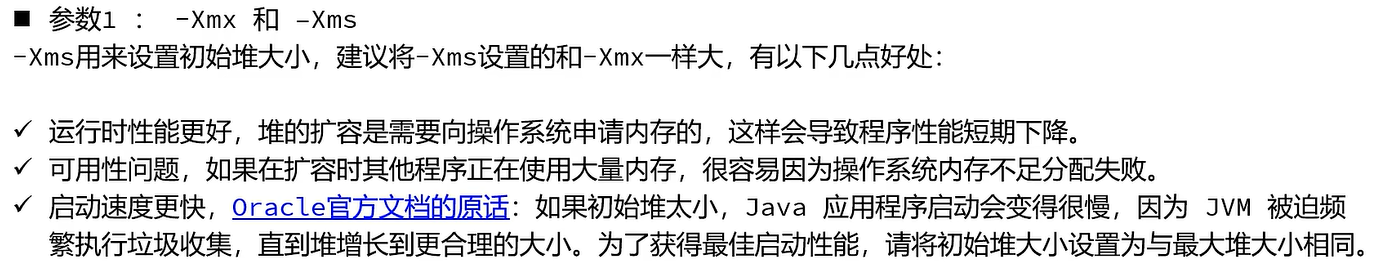 ■ 参数1 : -Xmx 和 –Xms
-Xms用来设置初始堆大小，建议将-Xms设置的和-Xmx一样大，有以下几点好处：
✓ 运行时性能更好，堆的扩容是需要向操作系统申请内存的，这样会导致程序性能短期下降。
✓ 可用性问题，如果在扩容时其他程序正在使用大量内存，很容易因为操作系统内存不足分配失败。
✓ 启动速度更快，Oracle官方文档的原话：如果初始堆太小，Java 应用程序启动会变得很慢，因为 JVM 被迫频
繁执行垃圾收集，直到堆增长到更合理的大小。为了获得最佳启动性能，请将初始堆大小设置为与最大堆大小相同。